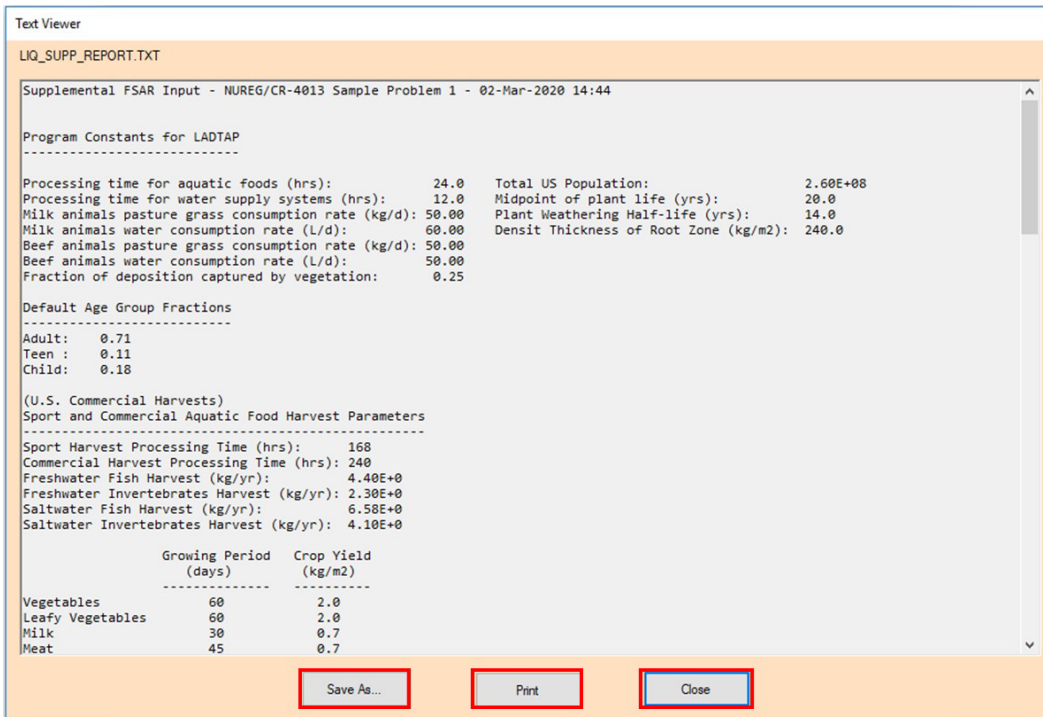 Text Viewer
LIQ_SUPP_REPORT.TXT
Supplemental FSAR Input - NUREG/CR-4013 Sample Problem 1 - 02-Mar-2020 14:44
Program Constants for LADTAP
----------------------------
Processing time for aquatic foods (hrs): 24.0 Total US Population: 2.60E+08
Processing time for water supply systems (hrs): 12.0 Midpoint of plant life (yrs): 20.0
Milk animals pasture grass consumption rate (kg/d): 50.00 Plant Weathering Half-life (yrs): 14.0
Milk animals water consumption rate (L/d): 60.00 Densit Thickness of Root Zone (kg/m2): 240.0
Beef animals pasture grass consumption rate (kg/d): 50.00
Beef animals water consumption rate (L/d): 50.00
Fraction of deposition captured by vegetation: 0.25
Default Age Group Fractions
---------------------------
Adult: 0.71
Teen : 0.11
Child: 0.18
(U.S. Commercial Harvests)
Sport and Commercial Aquatic Food Harvest Parameters
----------------------------------------------------
Sport Harvest Processing Time (hrs): 168
Commercial Harvest Processing Time (hrs): 240
Freshwater Fish Harvest (kg/yr): 4.40E+0
Freshwater Invertebrates Harvest (kg/yr): 2.30E+0
Saltwater Fish Harvest (kg/yr): 6.58E+0
Saltwater Invertebrates Harvest (kg/yr): 4.10E+0
Growing Period Crop Yield
(days) (kg/m2)
-------------- ----------
Vegetables 60 2.0
Leafy Vegetables 60 2.0
Milk 30 0.7
Meat 45 0.7
Save As... Print Close